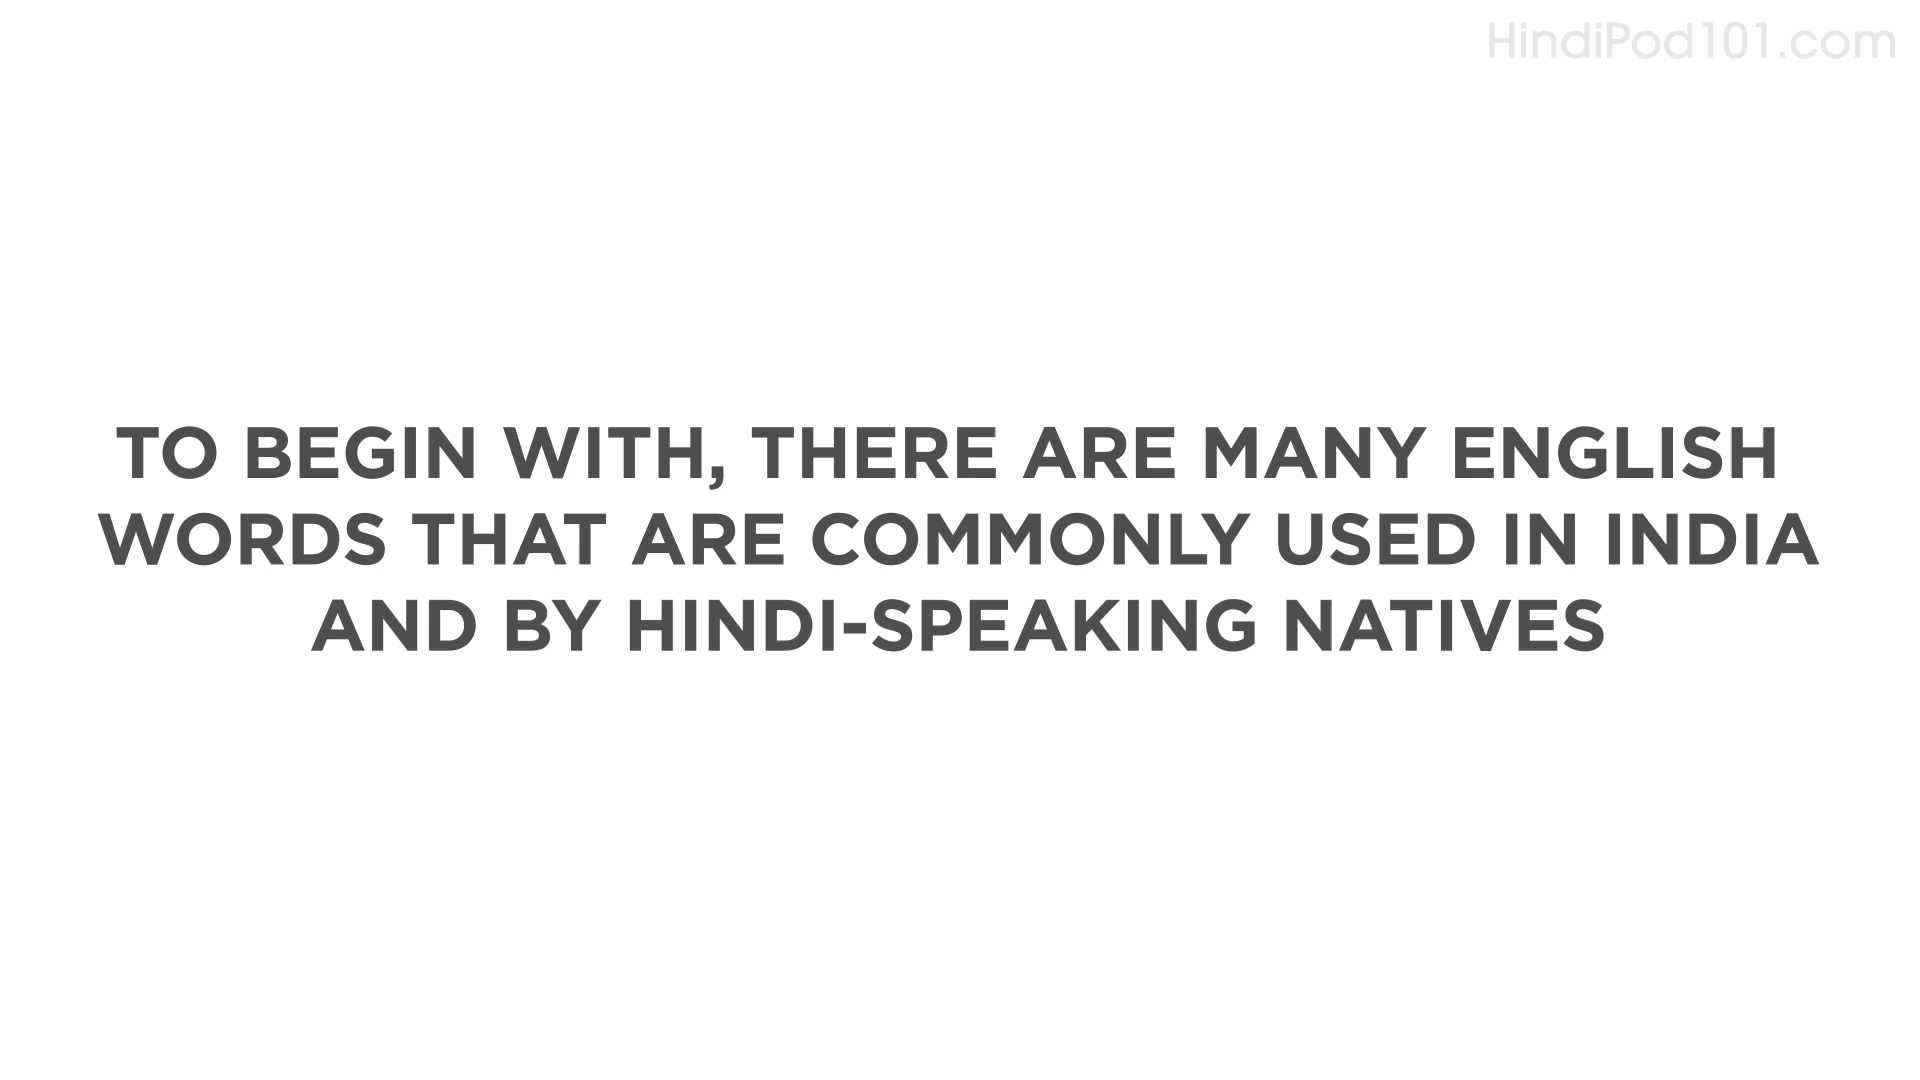 HindiPod101.com
TO BEGIN WITH, THERE ARE MANY ENGLISH
WORDS THAT ARE COMMONLY USED IN INDIA
AND BY HINDI-SPEAKING NATIVES